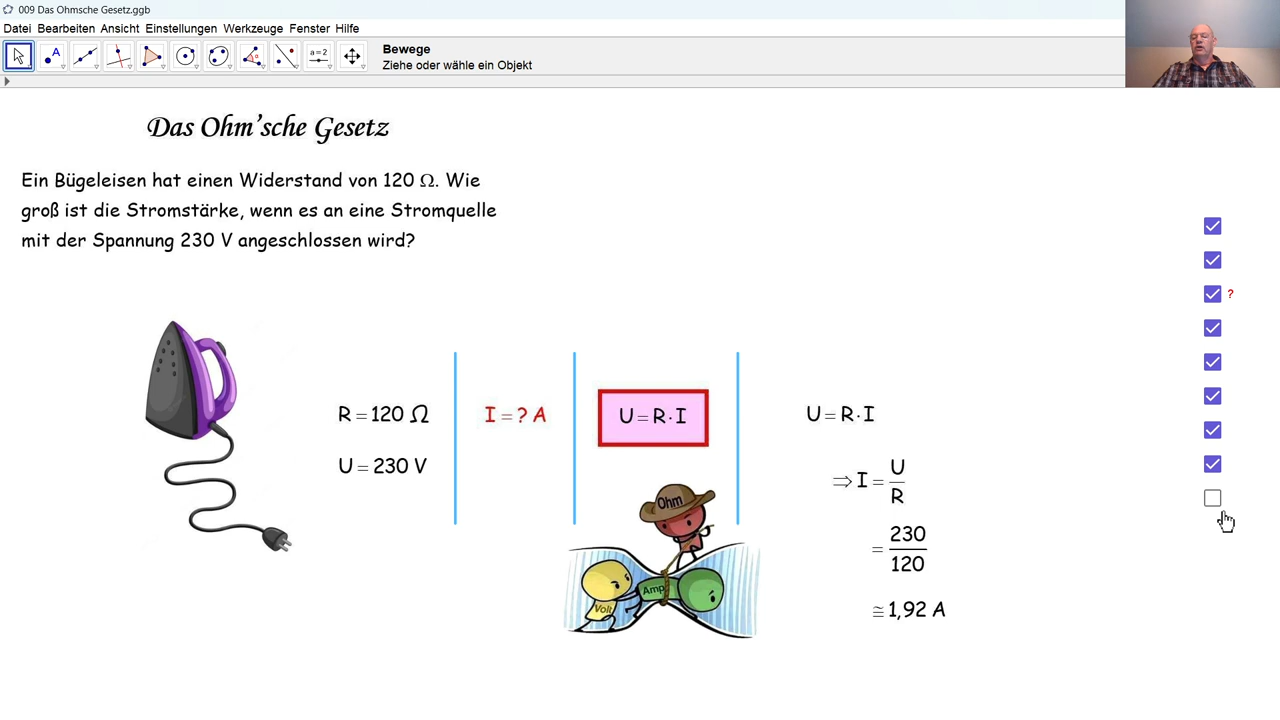 009 Das Ohmsche Gesetz.ggb
Datei Bearbeiten Ansicht Einstellungen Werkzeuge Fenster Hilfe
A
a=2
Bewege
Ziehe oder wähle ein Objekt
Das Ohm'sche Gesetz
Ein Bügeleisen hat einen Widerstand von 120 Ω. Wie
groß ist die Stromstärke, wenn es an eine Stromquelle
mit der Spannung 230 V angeschlossen wird?
?
R = 120 Ω
U = 230 V
I = ? A
U = R · I
Ohm
Volt
Amp
U = R · I
⇒ I = U/R
= 230/120
≅ 1,92 A